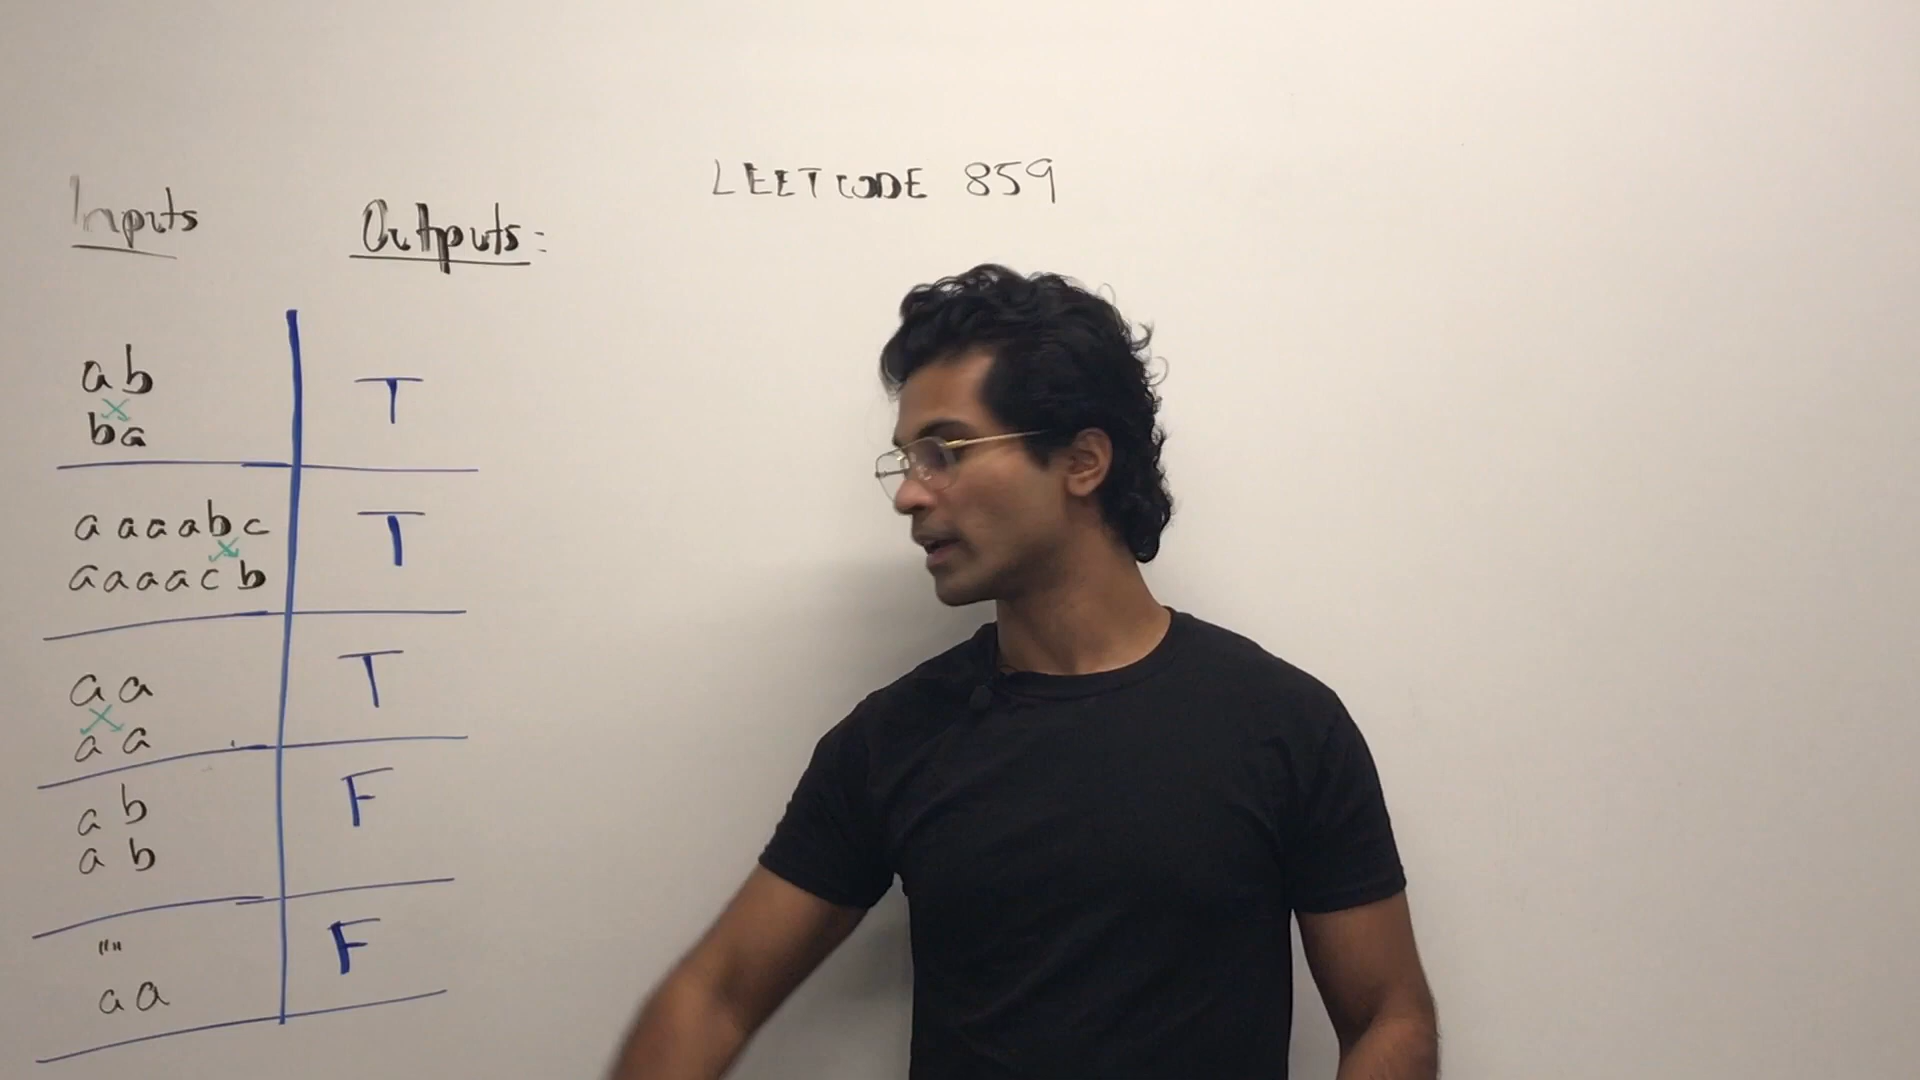 LEETCODE 859
Inputs
Outputs:
ab
ba
T
aaaabc
aaaacb
T
aa
aa
T
ab
ab
F
""
aa
F